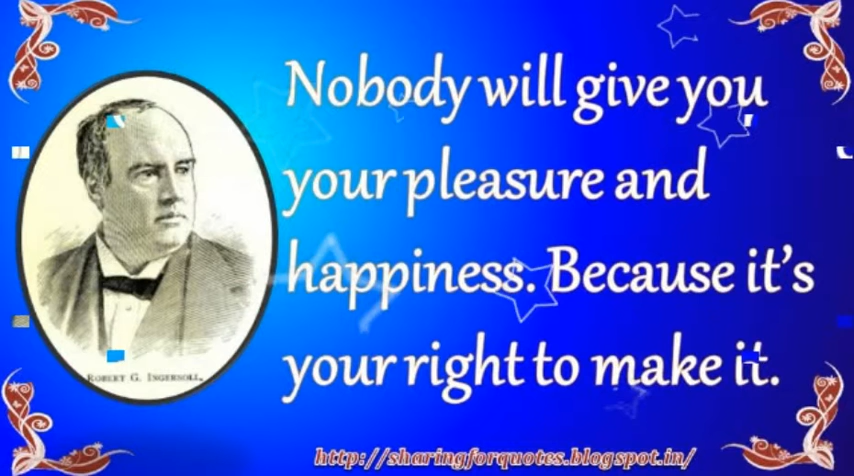 Nobody will give you
your pleasure and
happiness. Because it's
your right to make it.
ROBERT G. INGERSOLL.
http://sharingforquotes.blogspot.in/